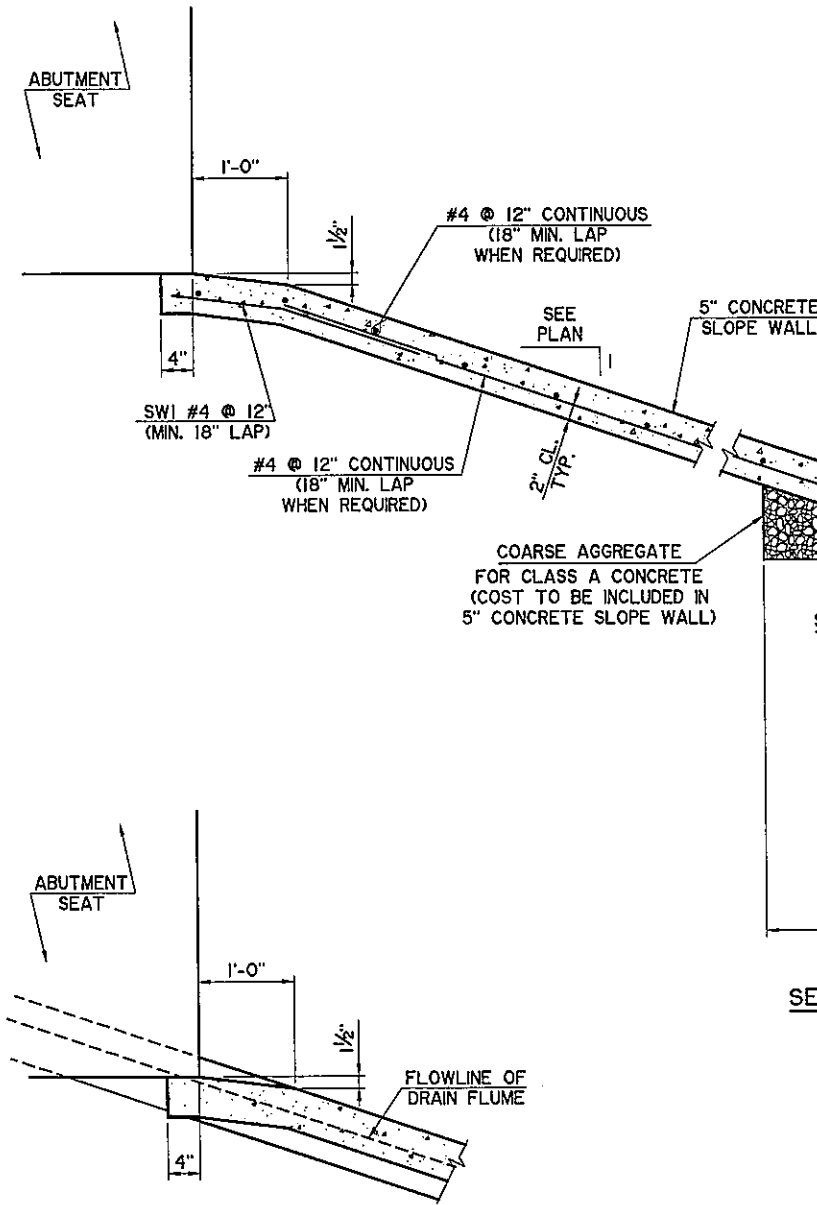 ABUTMENT
SEAT
1'-0"
1½"
#4 @ 12" CONTINUOUS
(18" MIN. LAP
WHEN REQUIRED)
SEE
PLAN
5" CONCRETE
SLOPE WALL
4"
SW1 #4 @ 12"
(MIN. 18" LAP)
#4 @ 12" CONTINUOUS
(18" MIN. LAP
WHEN REQUIRED)
2" CL.
TYP.
COARSE AGGREGATE
FOR CLASS A CONCRETE
(COST TO BE INCLUDED IN
5" CONCRETE SLOPE WALL)
ABUTMENT
SEAT
1'-0"
1½"
FLOWLINE OF
DRAIN FLUME
4"
SE